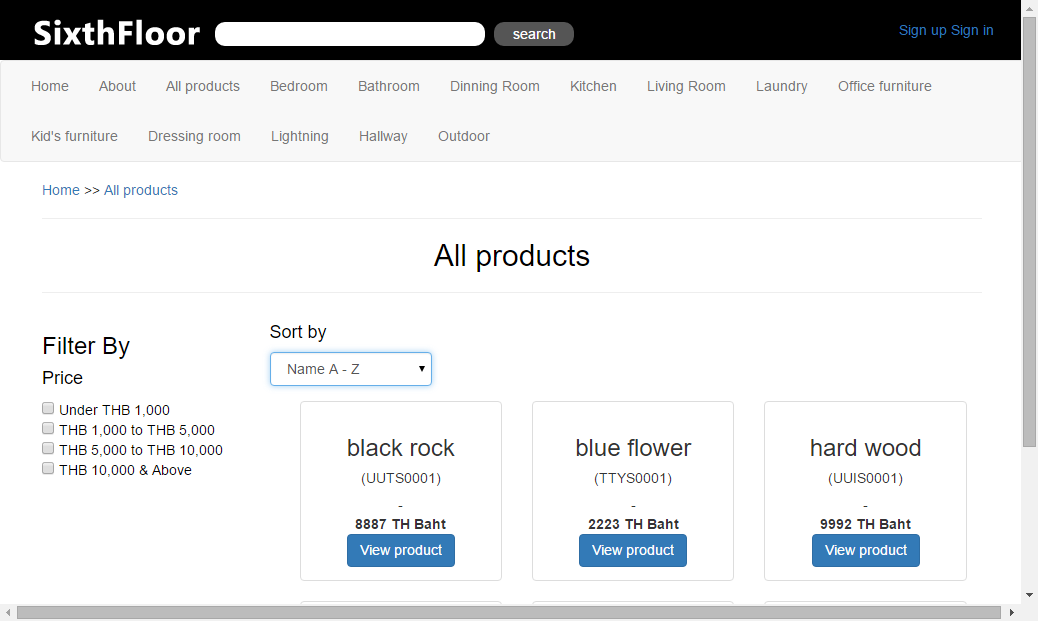 SixthFloor
search
Sign up Sign in
Home About All products Bedroom Bathroom Dinning Room Kitchen Living Room Laundry Office furniture
Kid's furniture Dressing room Lightning Hallway Outdoor
Home >> All products
All products
Filter By
Price
Under THB 1,000
THB 1,000 to THB 5,000
THB 5,000 to THB 10,000
THB 10,000 & Above
Sort by
Name A - Z
black rock
(UUTS0001)
-
8887 TH Baht
View product
blue flower
(TTYS0001)
-
2223 TH Baht
View product
hard wood
(UUIS0001)
-
9992 TH Baht
View product